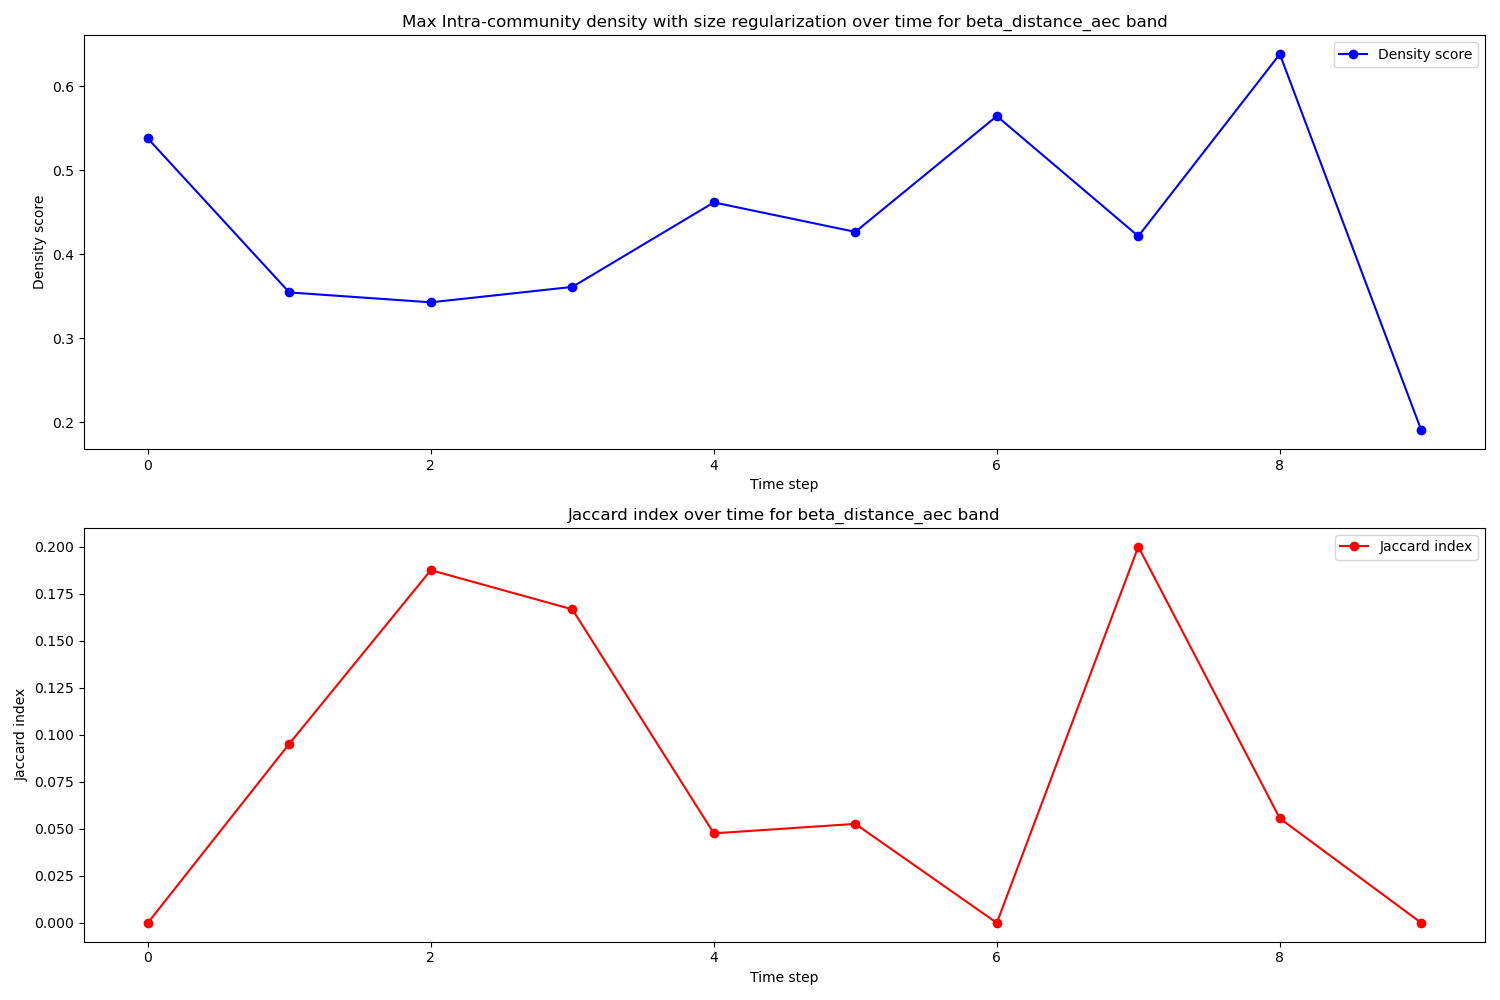 Max Intra-community density with size regularization over time for beta_distance_aec band
Density score
0.6
0.5
0.4
0.3
0.2
Density score
0 2 4 6 8
Time step
Jaccard index over time for beta_distance_aec band
Jaccard index
0.200
0.175
0.150
0.125
0.100
0.075
0.050
0.025
0.000
Jaccard index
0 2 4 6 8
Time step